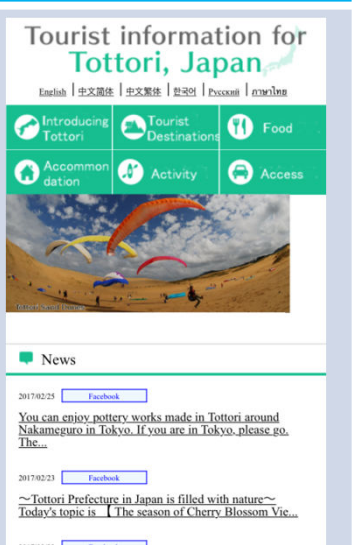 Tourist information for
Tottori, Japan
English | 中文简体 | 中文繁体 | 한국어 | Русский | ภาษาไทย
Introducing
Tottori
Tourist
Destinations
Food
Accommon
dation
Activity
Access
Tottori Sand Dunes
News
2017/02/25 Facebook
You can enjoy pottery works made in Tottori around
Nakameguro in Tokyo. If you are in Tokyo, please go.
The...
2017/02/23 Facebook
～Tottori Prefecture in Japan is filled with nature～
Today's topic is 【 The season of Cherry Blossom Vie...